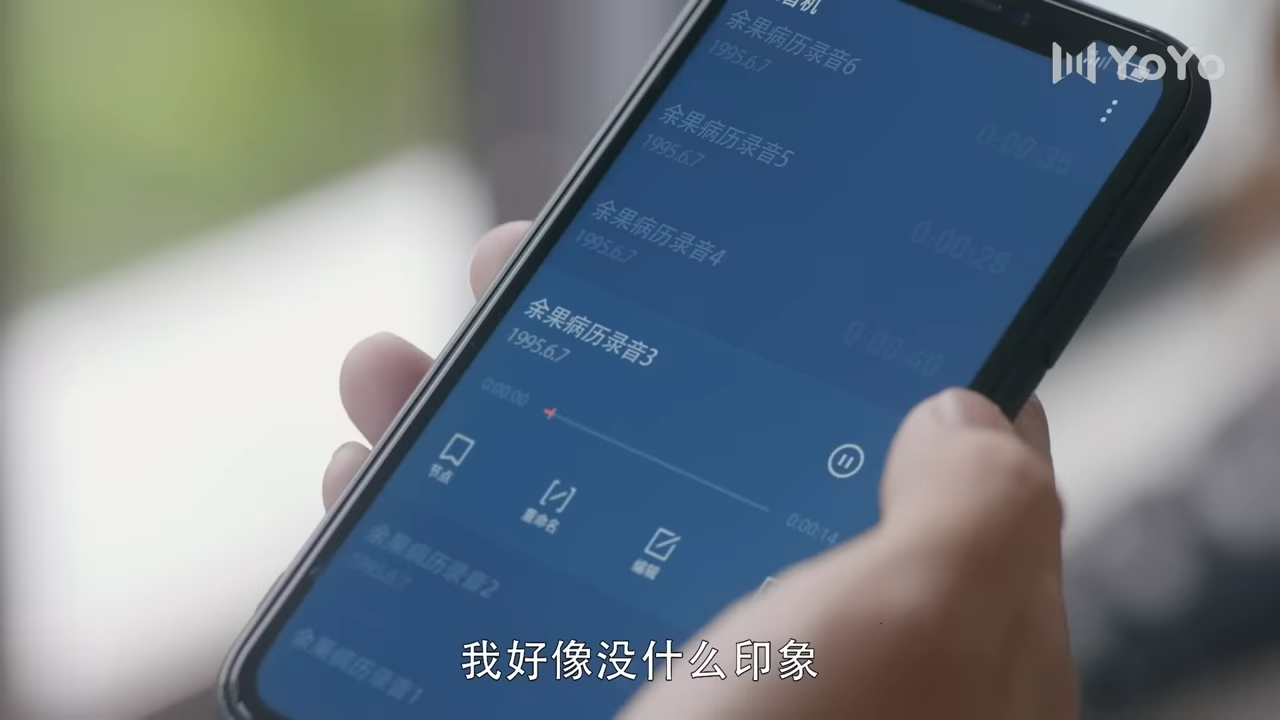 YoYo
余果病历录音6
1995.6.7
0:00:35
余果病历录音5
1995.6.7
0:00:28
余果病历录音4
1995.6.7
0:00:40
余果病历录音3
1995.6.7
0:00:00
0:00:14
节点
重命名
编辑
余果病历录音2
1995.6.7
余果病历录音1
我好像没什么印象